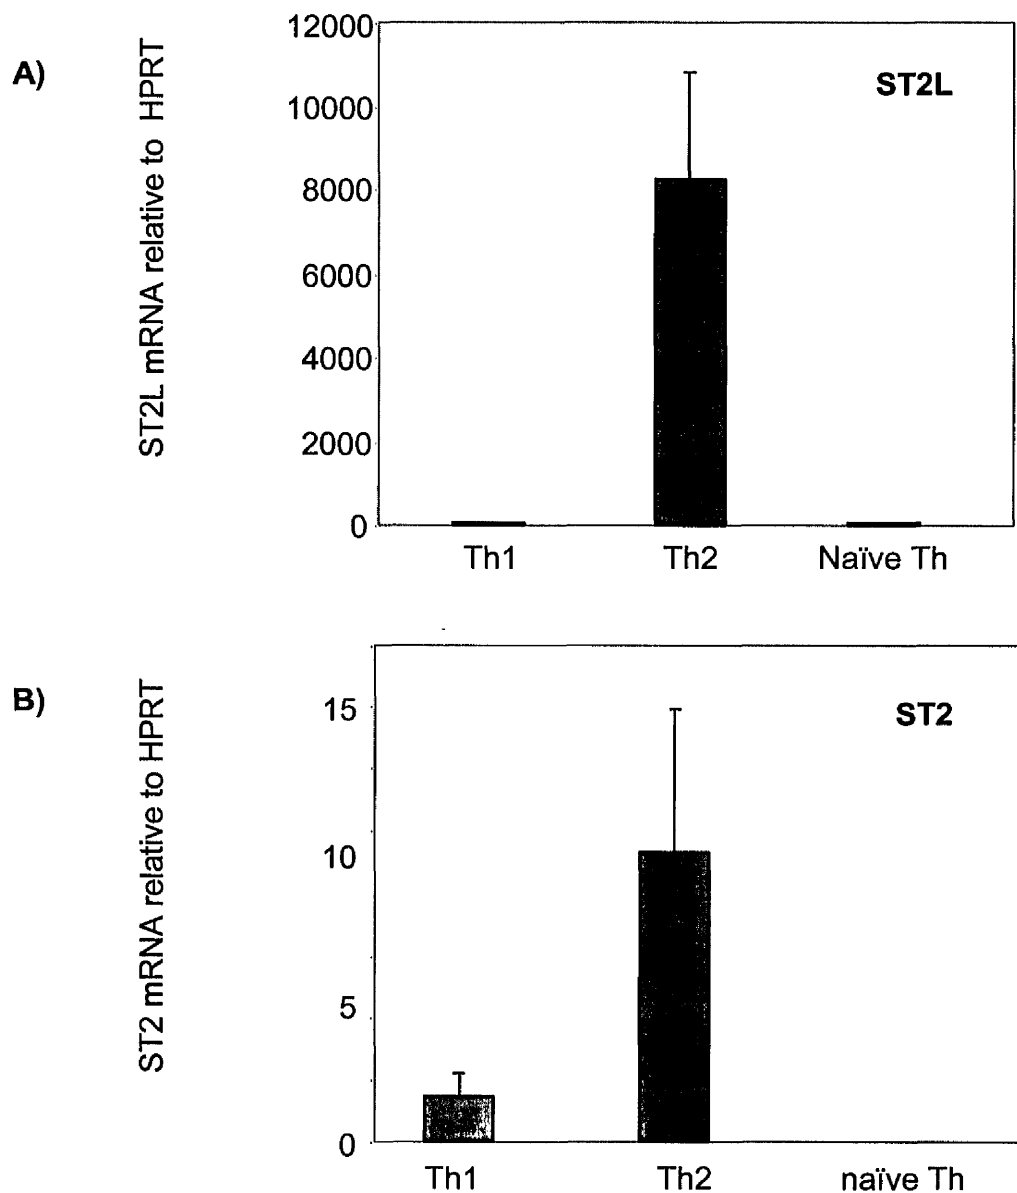 A)
ST2L mRNA relative to HPRT
12000
10000
8000
6000
4000
2000
0
ST2L
Th1 Th2 Naïve Th
B)
ST2 mRNA relative to HPRT
15
10
5
0
ST2
Th1 Th2 naïve Th